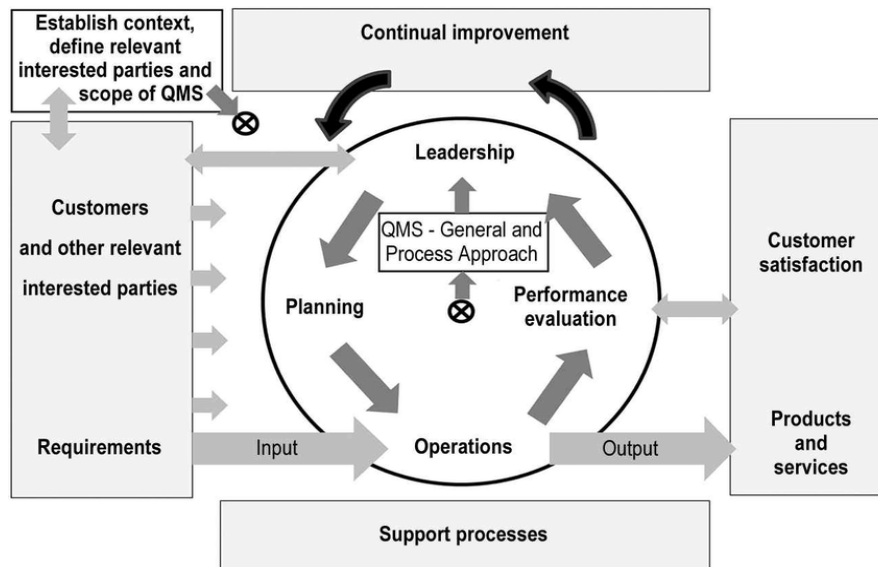 Establish context,
define relevant
interested parties and
scope of QMS
Continual improvement
Leadership
Customers
and other relevant
interested parties
QMS - General and
Process Approach
Customer
satisfaction
Planning
Performance
evaluation
Requirements
Input
Operations
Output
Products
and
services
Support processes